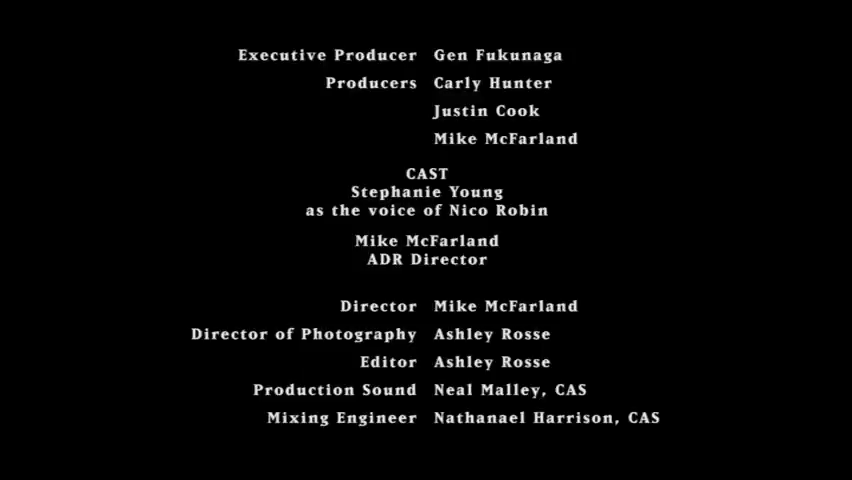 Executive Producer Gen Fukunaga
Producers Carly Hunter
Justin Cook
Mike McFarland
CAST
Stephanie Young
as the voice of Nico Robin
Mike McFarland
ADR Director
Director Mike McFarland
Director of Photography Ashley Rosse
Editor Ashley Rosse
Production Sound Neal Malley, CAS
Mixing Engineer Nathanael Harrison, CAS